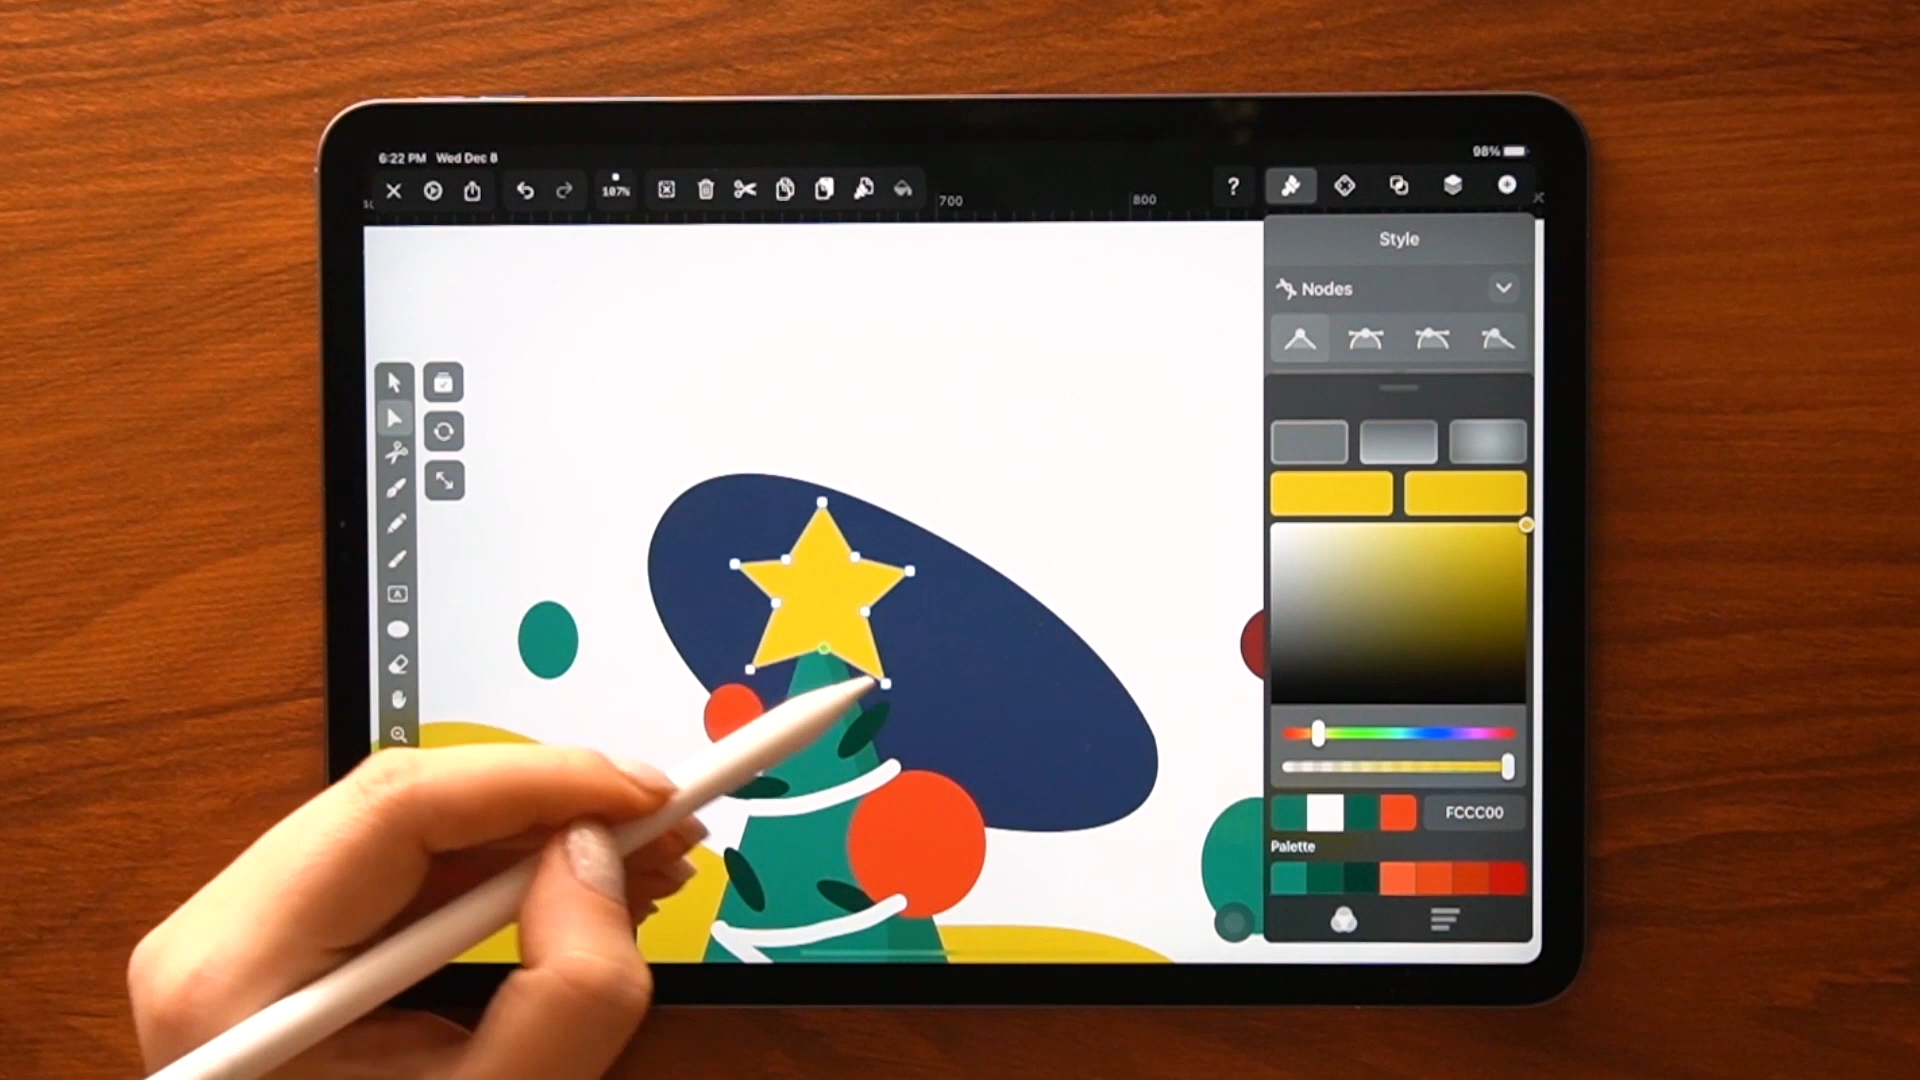 6:22 PM Wed Dec 8
98%
107%
700
800
?
Style
Nodes
A
FCCC00
Palette